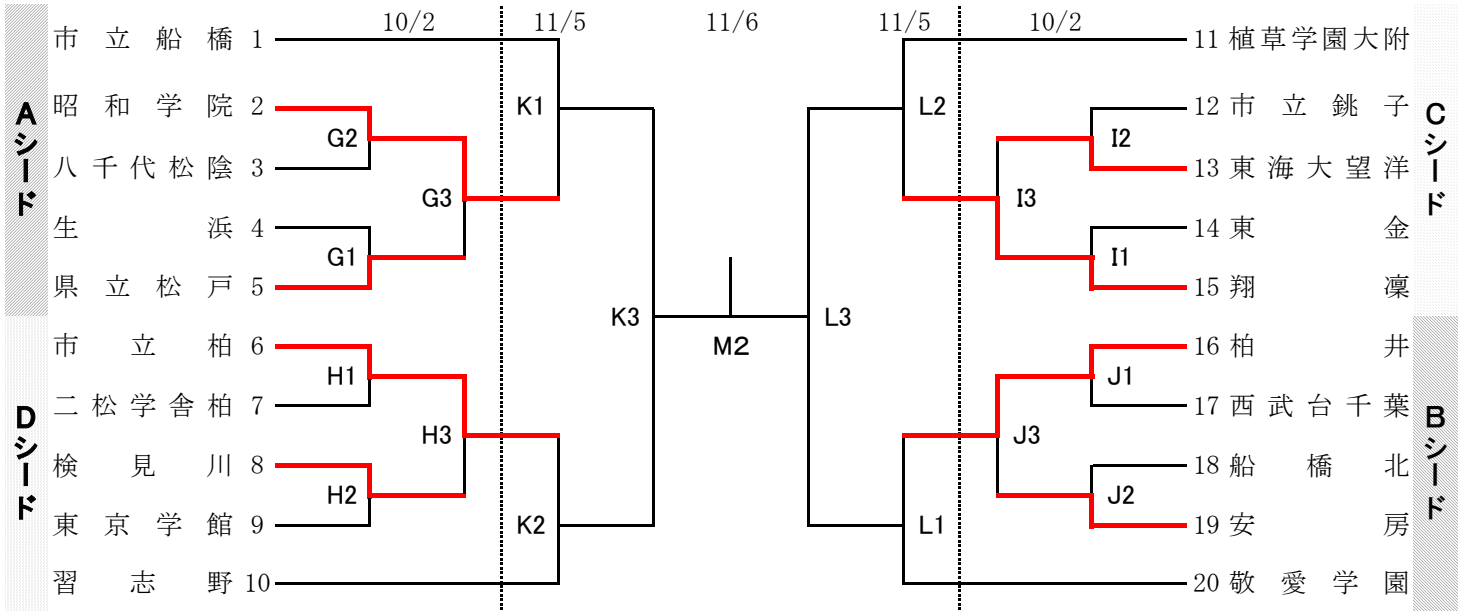 10/2 11/5 11/6 11/5 10/2
Aシード
Dシード
市立船橋 1
昭和学院 2
八千代松陰 3
生浜 4
県立松戸 5
市立柏 6
二松学舎柏 7
検見川 8
東京学館 9
習志野 10
G2
G1
G3
H1
H2
H3
K1
K2
K3
M2
L3
L2
L1
I2
I1
I3
J1
J2
J3
11 植草学園大附
12 市立銚子
13 東海大望洋
14 東金
15 翔凜
16 柏井
17 西武台千葉
18 船橋北
19 安房
20 敬愛学園
Cシード
Bシード